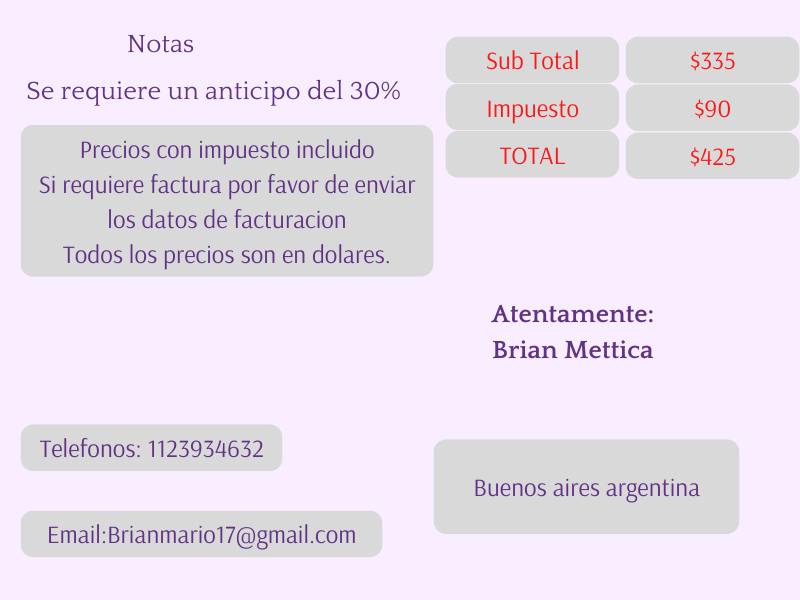 Notas
Se requiere un anticipo del 30%
Precios con impuesto incluido
Si requiere factura por favor de enviar
los datos de facturacion
Todos los precios son en dolares.
Sub Total $335
Impuesto $90
TOTAL $425
Atentamente:
Brian Mettica
Telefonos: 1123934632
Email:Brianmario17@gmail.com
Buenos aires argentina